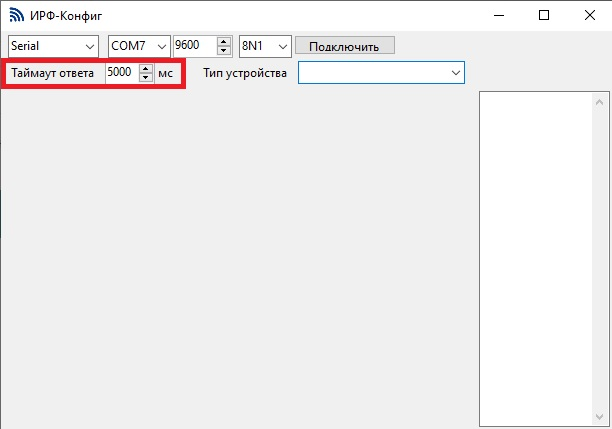 ИРФ-Конфиг
Serial COM7 9600 8N1 Подключить
Таймаут ответа 5000 мс Тип устройства